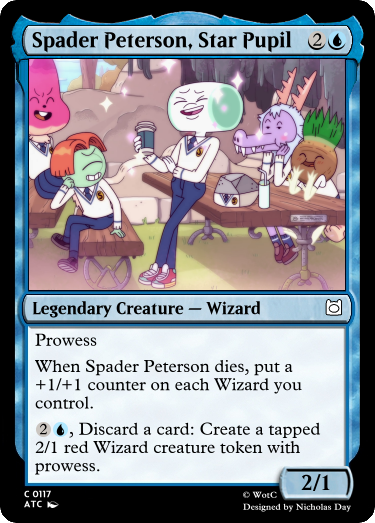 Spader Peterson, Star Pupil 2
Legendary Creature — Wizard
Prowess
When Spader Peterson dies, put a
+1/+1 counter on each Wizard you
control.
2, Discard a card: Create a tapped
2/1 red Wizard creature token with
prowess.
2/1
C 0117
ATC
© WotC
Designed by Nicholas Day